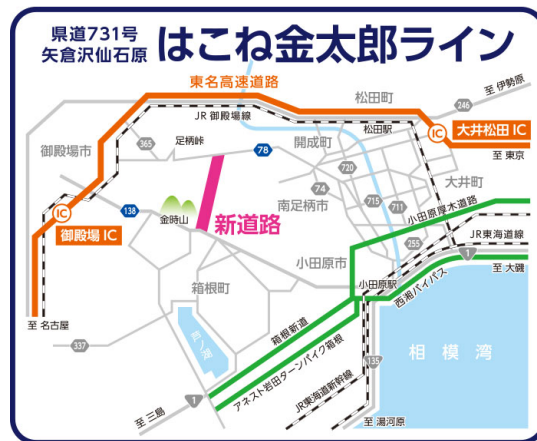 県道731号
矢倉沢仙石原
はこね金太郎ライン
東名高速道路
松田町
至 伊勢原
246
JR 御殿場線
松田駅
IC
大井松田 IC
足柄峠
開成町
365
78
至 東京
御殿場市
720
大井町
74
南足柄市
715
711
小田原厚木道路
138
金時山
新道路
IC
御殿場 IC
255
JR東海道線
小田原市
1
小田原駅
至 大磯
箱根町
西湘バイパス
至 名古屋
芦ノ湖
箱根新道
337
アネスト岩田ターンパイク箱根
135
相模湾
JR東海道新幹線
1
至 三島
至 湯河原